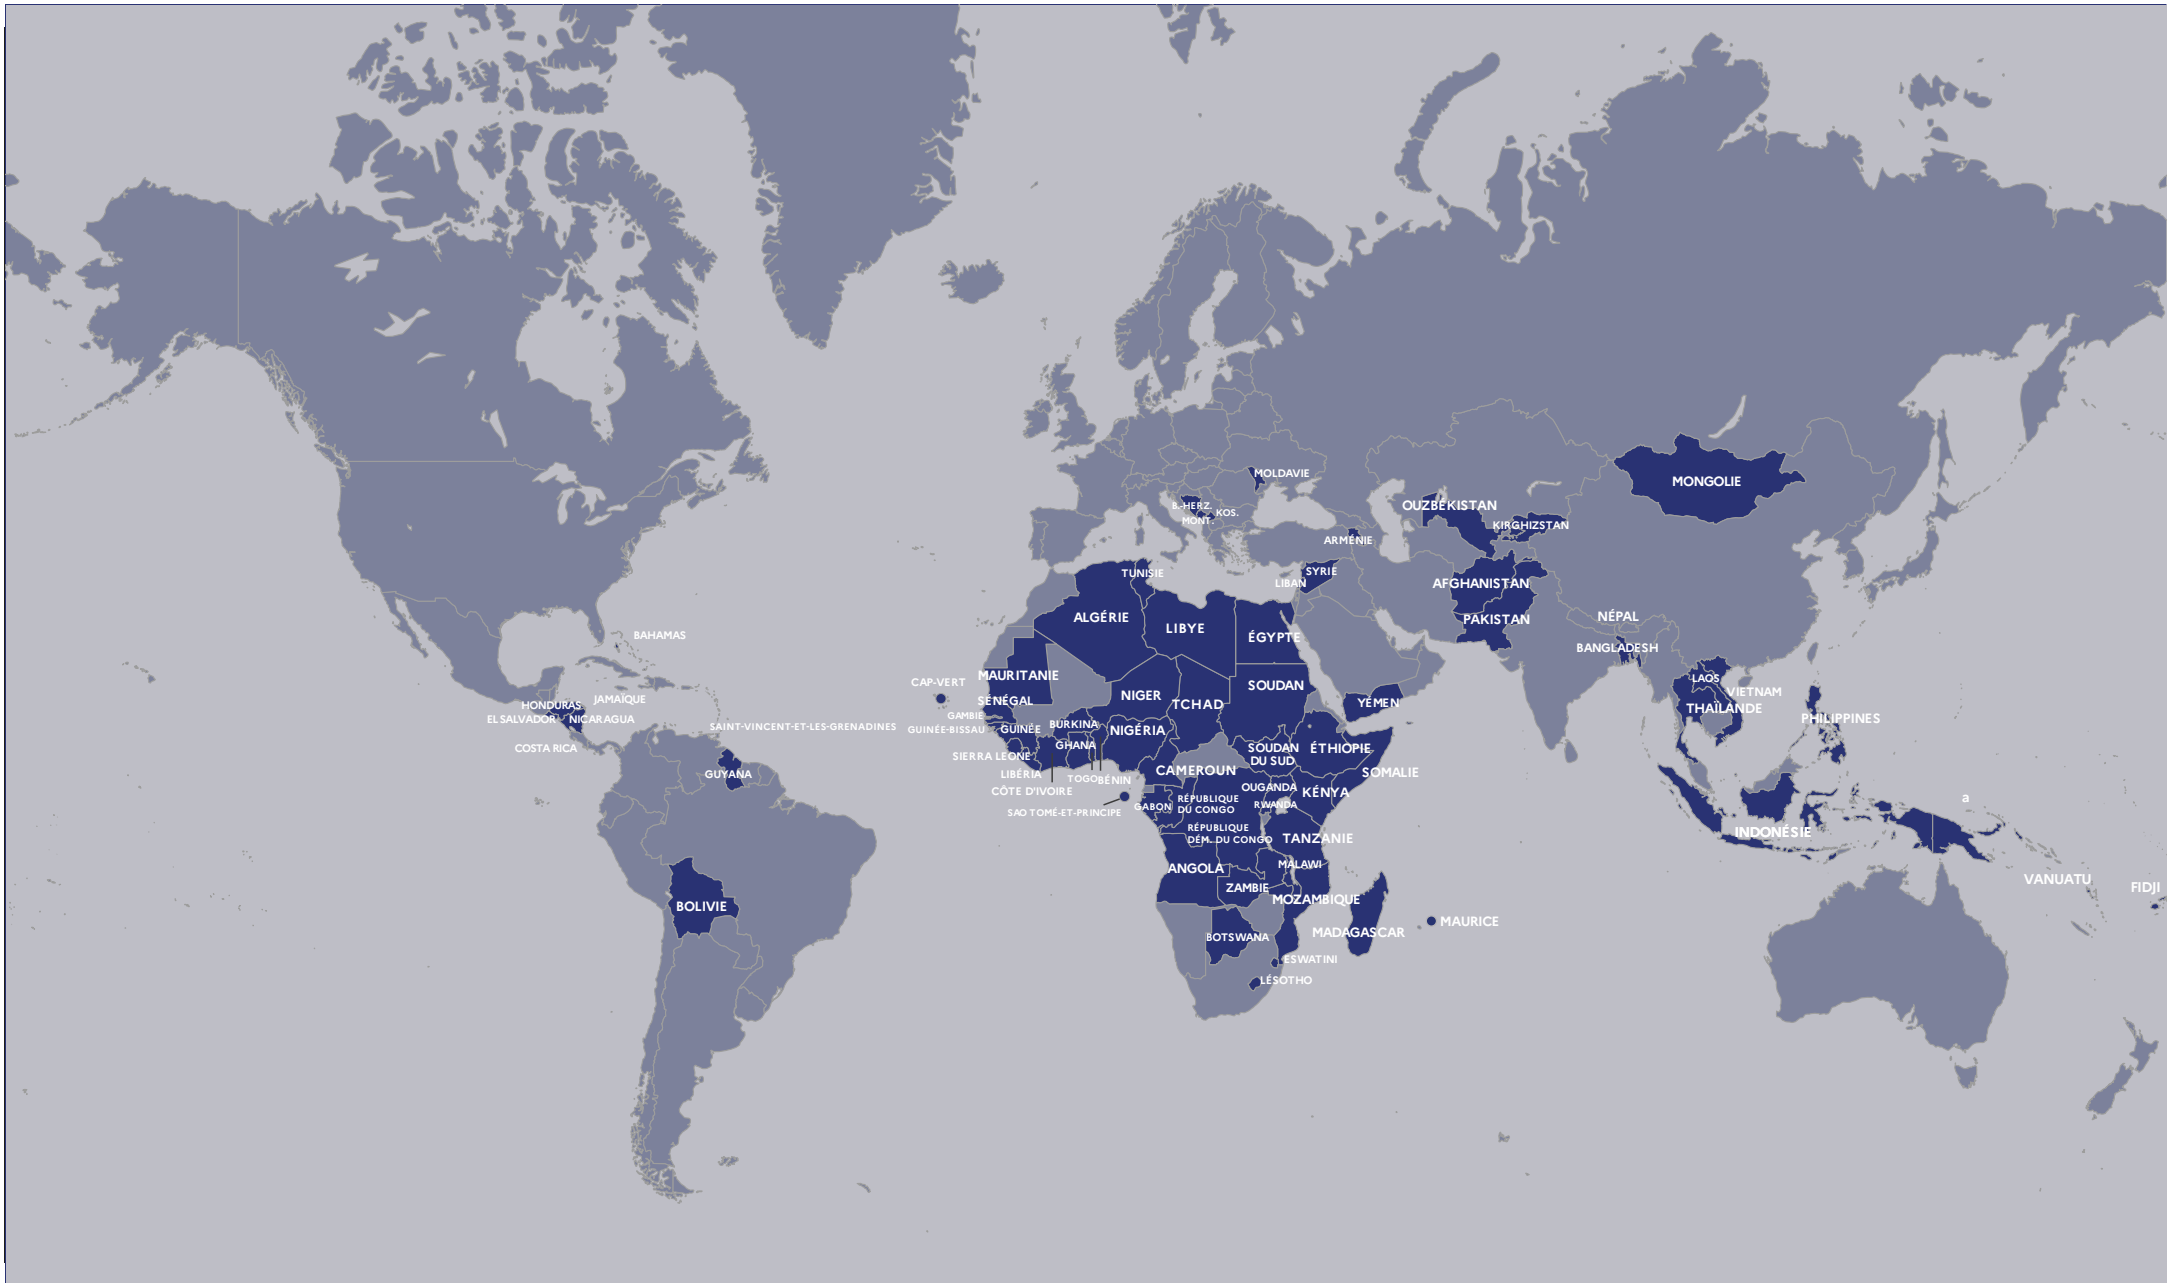 MOLDAVIE
MONGOLIE
OUZBÉKISTAN
B.-HERZ.
KOS.
MONT.
KIRGHIZSTAN
ARMÉNIE
TUNISIE
SYRIE
LIBAN
AFGHANISTAN
ALGÉRIE
LIBYE
ÉGYPTE
PAKISTAN
NÉPAL
BAHAMAS
BANGLADESH
MAURITANIE
CAP-VERT
SOUDAN
LAOS
VIETNAM
NIGER
TCHAD
JAMAÏQUE
HONDURAS
SÉNÉGAL
YÉMEN
THAÏLANDE
EL SALVADOR
NICARAGUA
GAMBIE
PHILIPPINES
SAINT-VINCENT-ET-LES-GRENADINES
GUINÉE-BISSAU
GUINÉE
BURKINA
NIGÉRIA
COSTA RICA
GHANA
SOUDAN
DU SUD
ÉTHIOPIE
SIERRA LEONE
GUYANA
LIBÉRIA
TOGO
BÉNIN
CAMEROUN
SOMALIE
CÔTE D'IVOIRE
OUGANDA
KÉNYA
a
SAO TOMÉ-ET-PRINCIPE
GABON
RÉPUBLIQUE
DU CONGO
RWANDA
RÉPUBLIQUE
DÉM. DU CONGO
TANZANIE
INDONÉSIE
ANGOLA
MALAWI
VANUATU
FIDJI
ZAMBIE
MOZAMBIQUE
BOLIVIE
MAURICE
BOTSWANA
MADAGASCAR
ESWATINI
LÉSOTHO